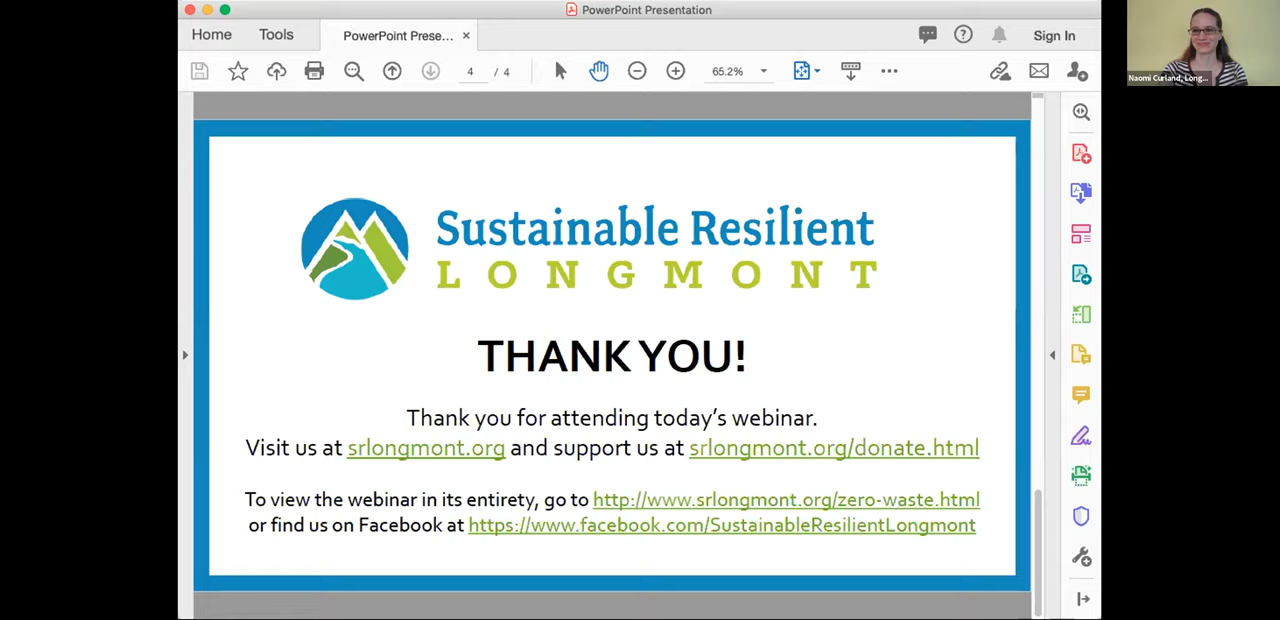 PowerPoint Presentation
Home
Tools
PowerPoint Prese... ×
Sign In
4 / 4
65.2%
Naomi Curland, Long...
Sustainable Resilient
LONGMONT
THANK YOU!
Thank you for attending today's webinar.
Visit us at srlongmont.org and support us at srlongmont.org/donate.html
To view the webinar in its entirety, go to http://www.srlongmont.org/zero-waste.html
or find us on Facebook at https://www.facebook.com/SustainableResilientLongmont